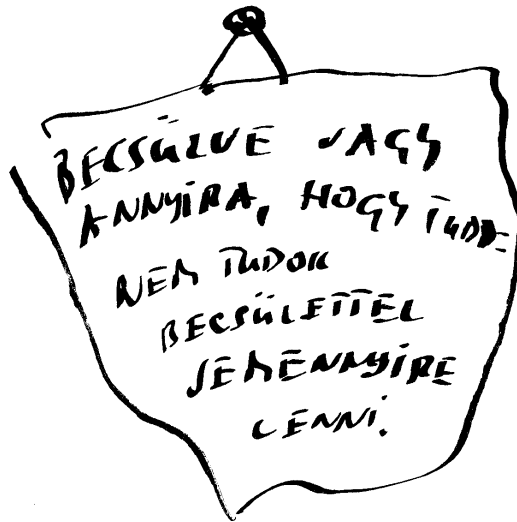 BECSÜLVE VAGY
ANNYIRA, HOGY TUDD:
NEM TUDOK
BECSÜLETTEL
SEMENNYIRE
LENNI.